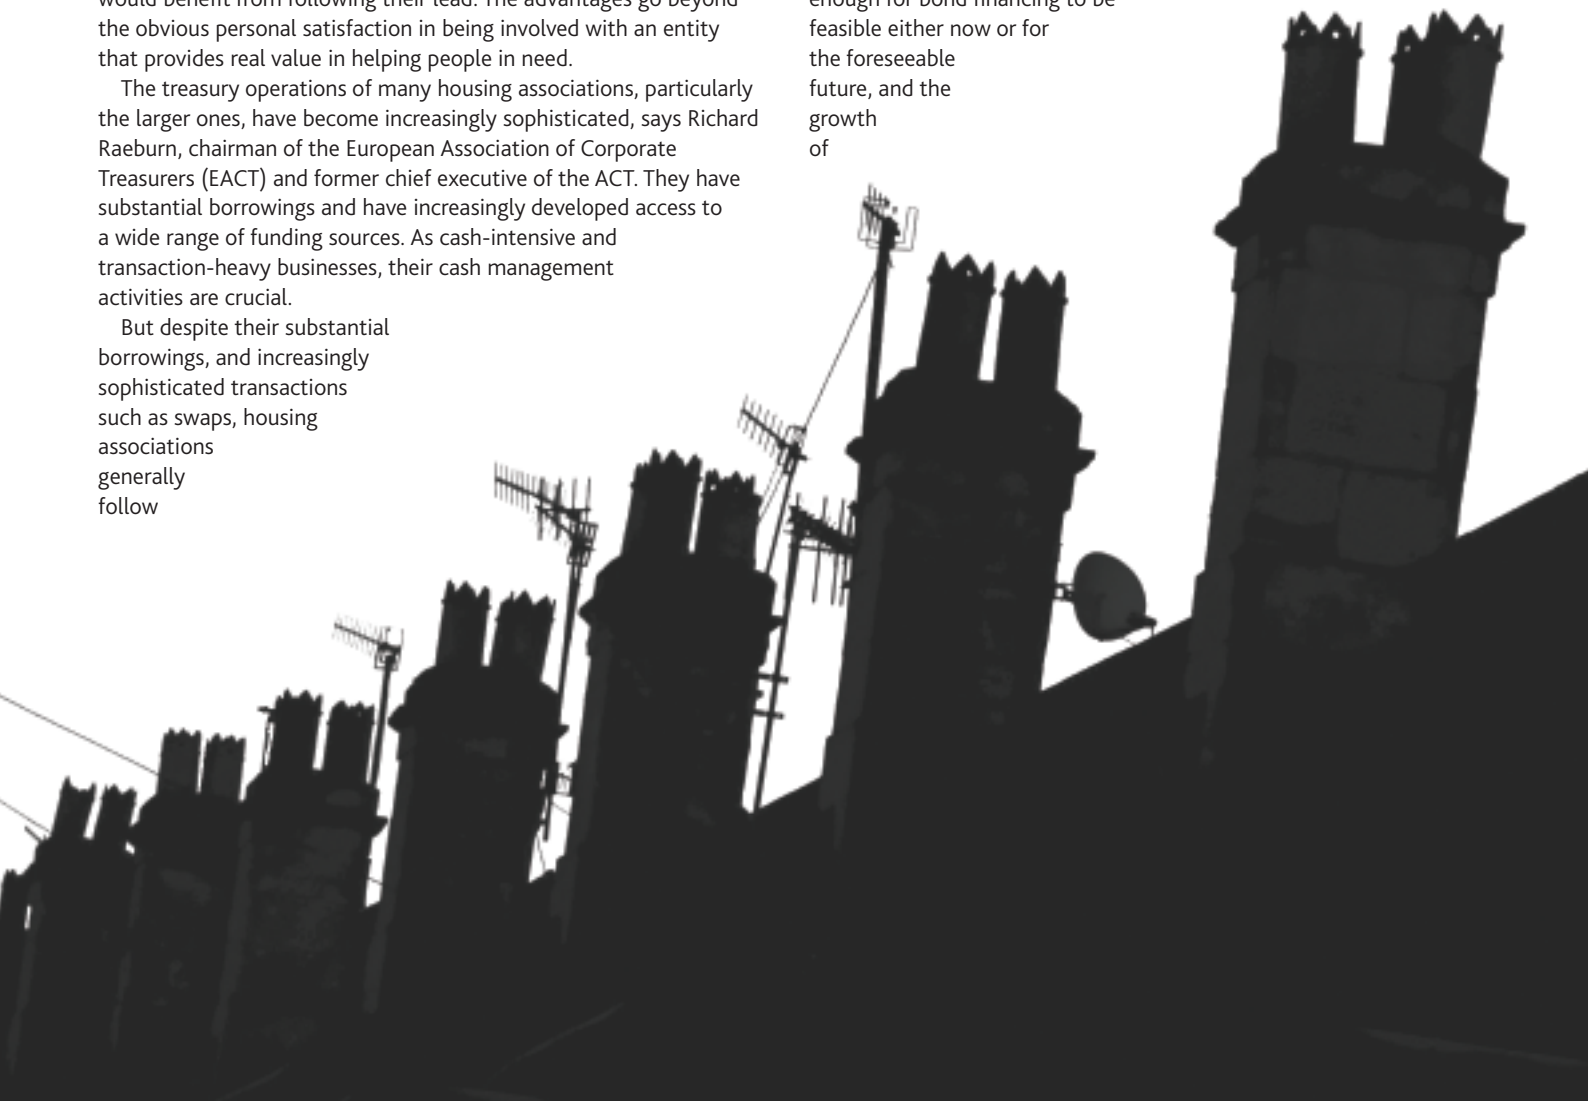 would benefit from following their lead. The advantages go beyond
the obvious personal satisfaction in being involved with an entity
that provides real value in helping people in need.
The treasury operations of many housing associations, particularly
the larger ones, have become increasingly sophisticated, says Richard
Raeburn, chairman of the European Association of Corporate
Treasurers (EACT) and former chief executive of the ACT. They have
substantial borrowings and have increasingly developed access to
a wide range of funding sources. As cash-intensive and
transaction-heavy businesses, their cash management
activities are crucial.
But despite their substantial
borrowings, and increasingly
sophisticated transactions
such as swaps, housing
associations
generally
follow
enough for bond financing to be
feasible either now or for
the foreseeable
future, and the
growth
of